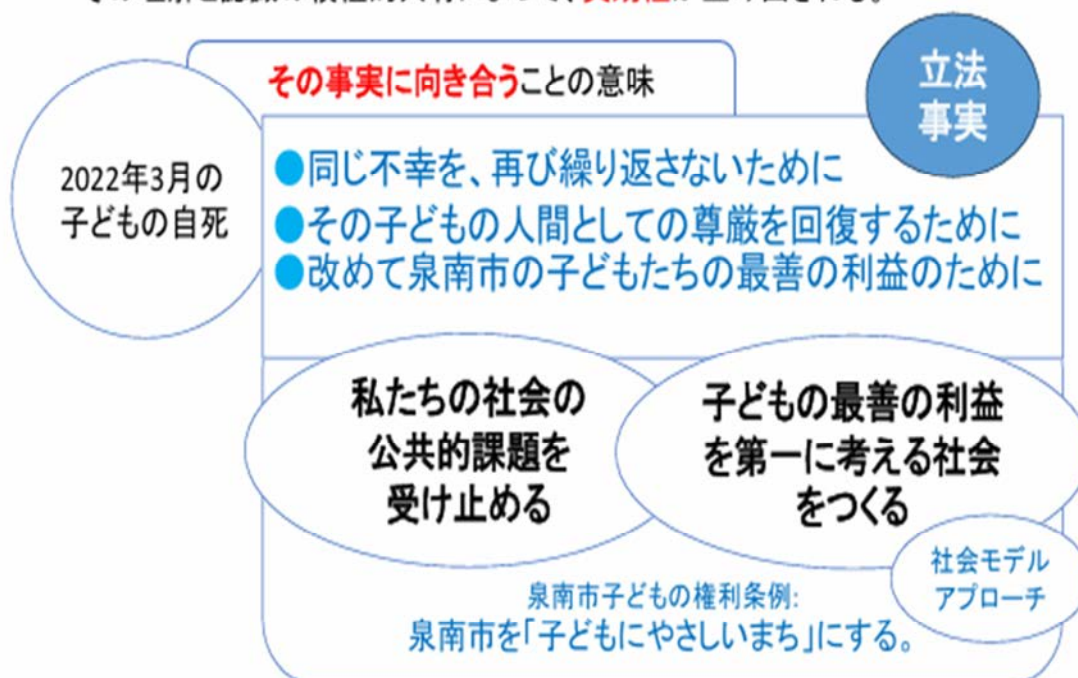 その事実に向き合うことの意味
立法
事実
2022年3月の
子どもの自死
●同じ不幸を、再び繰り返さないために
●その子どもの人間としての尊厳を回復するために
●改めて泉南市の子どもたちの最善の利益のために
私たちの社会の
公共的課題を
受け止める
子どもの最善の利益
を第一に考える社会
をつくる
社会モデル
アプローチ
泉南市子どもの権利条例:
泉南市を「子どもにやさしいまち」にする。